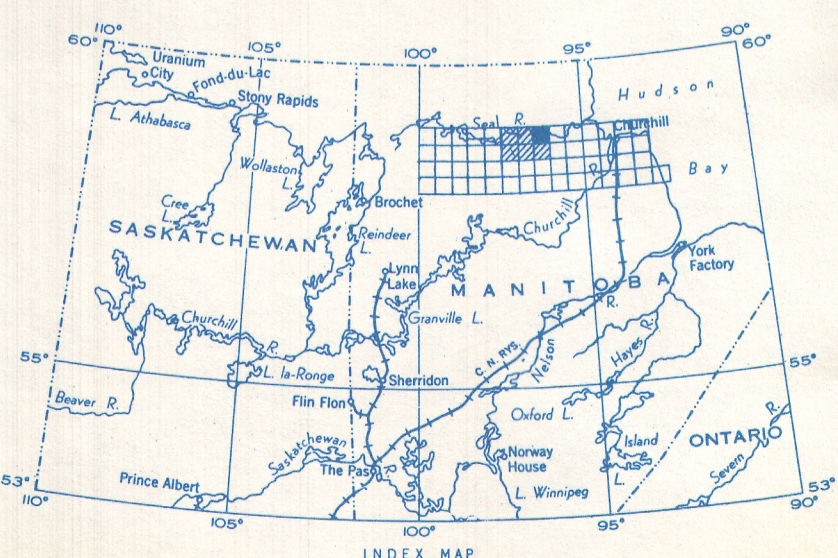 110°
60°
105°
100°
95°
90°
60°
Uranium
City
Fond-du-Lac
Stony Rapids
L. Athabasca
Hudson
Seal R.
Churchill
Wollaston
L.
R.
Bay
Cree
L.
Brochet
Churchill
SASKATCHEWAN
Reindeer
L.
York
Factory
Lynn
Lake
MANITOBA
R.
Churchill
R.
Granville L.
C. N. RYS.
Nelson
Hayes R.
55°
55°
L. la-Ronge
Sherridon
Beaver R.
Flin Flon
Oxford L.
R.
Saskatchewan
Island
L.
ONTARIO
Norway
House
The Pas
R.
Severn
53°
110°
Prince Albert
L. Winnipeg
53°
90°
105°
100°
95°
INDEX MAP